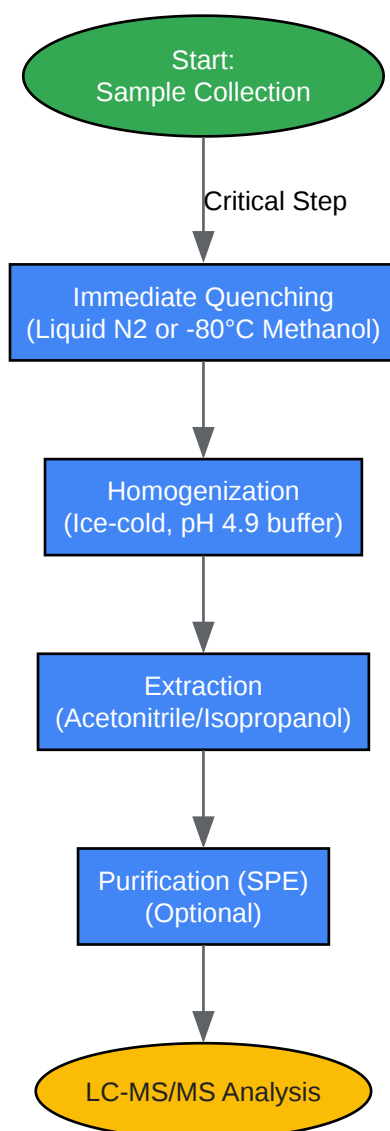 Start:
Sample Collection
Critical Step
Immediate Quenching
(Liquid N2 or -80°C Methanol)
Homogenization
(Ice-cold, pH 4.9 buffer)
Extraction
(Acetonitrile/Isopropanol)
Purification (SPE)
(Optional)
LC-MS/MS Analysis